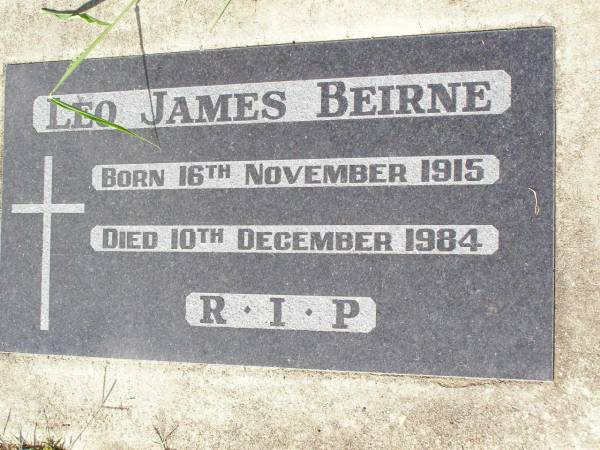 LEO JAMES BEIRNE
BORN 16TH NOVEMBER 1915
DIED 10TH DECEMBER 1984
R · I · P